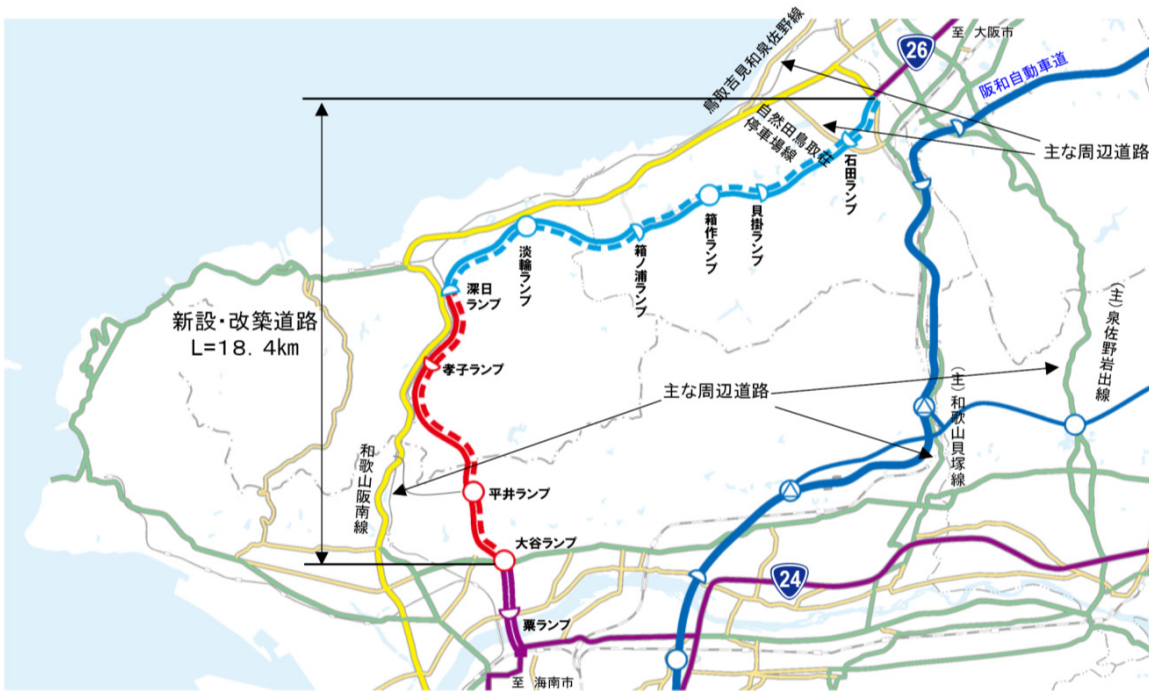 26
至 大阪市
鳥取吉見和泉佐野線
阪和自動車道
自然田鳥取荘
停車場線
主な周辺道路
石田ランプ
貝掛ランプ
箱作ランプ
箱ノ浦ランプ
淡輪ランプ
深日
ランプ
新設・改築道路
L=18.4km
孝子ランプ
主な周辺道路
(主)泉佐野岩出線
(主)和歌山貝塚線
和歌山阪南線
平井ランプ
大谷ランプ
24
粟ランプ
至 海南市